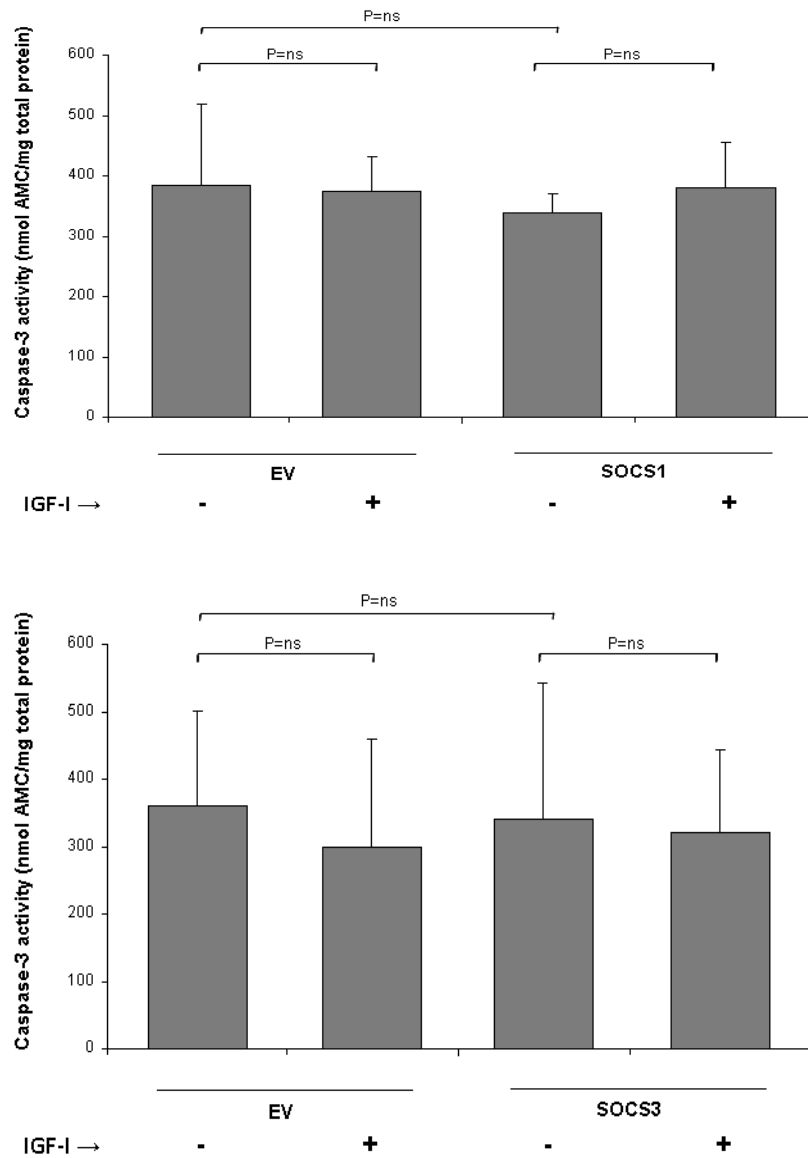 P=ns
P=ns P=ns
Caspase-3 activity (nmol AMC/mg total protein)
600
500
400
300
200
100
0
EV SOCS1
IGF-I → - + - +
P=ns
P=ns P=ns
Caspase-3 activity (nmol AMC/mg total protein)
600
500
400
300
200
100
0
EV SOCS3
IGF-I → - + - +